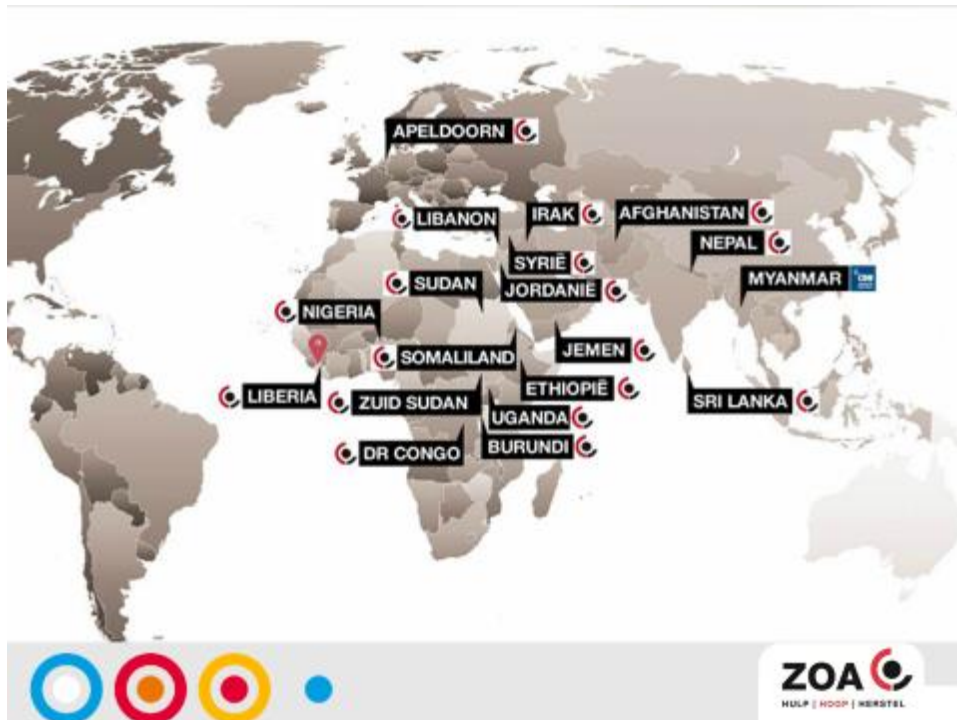 APELDOORN
LIBANON
IRAK
AFGHANISTAN
NEPAL
SYRIË
SUDAN
JORDANIË
MYANMAR
NIGERIA
SOMALILAND
JEMEN
LIBERIA
ZUID SUDAN
ETHIOPIË
SRI LANKA
UGANDA
DR CONGO
BURUNDI
ZOA
HULP | HOOP | HERSTEL